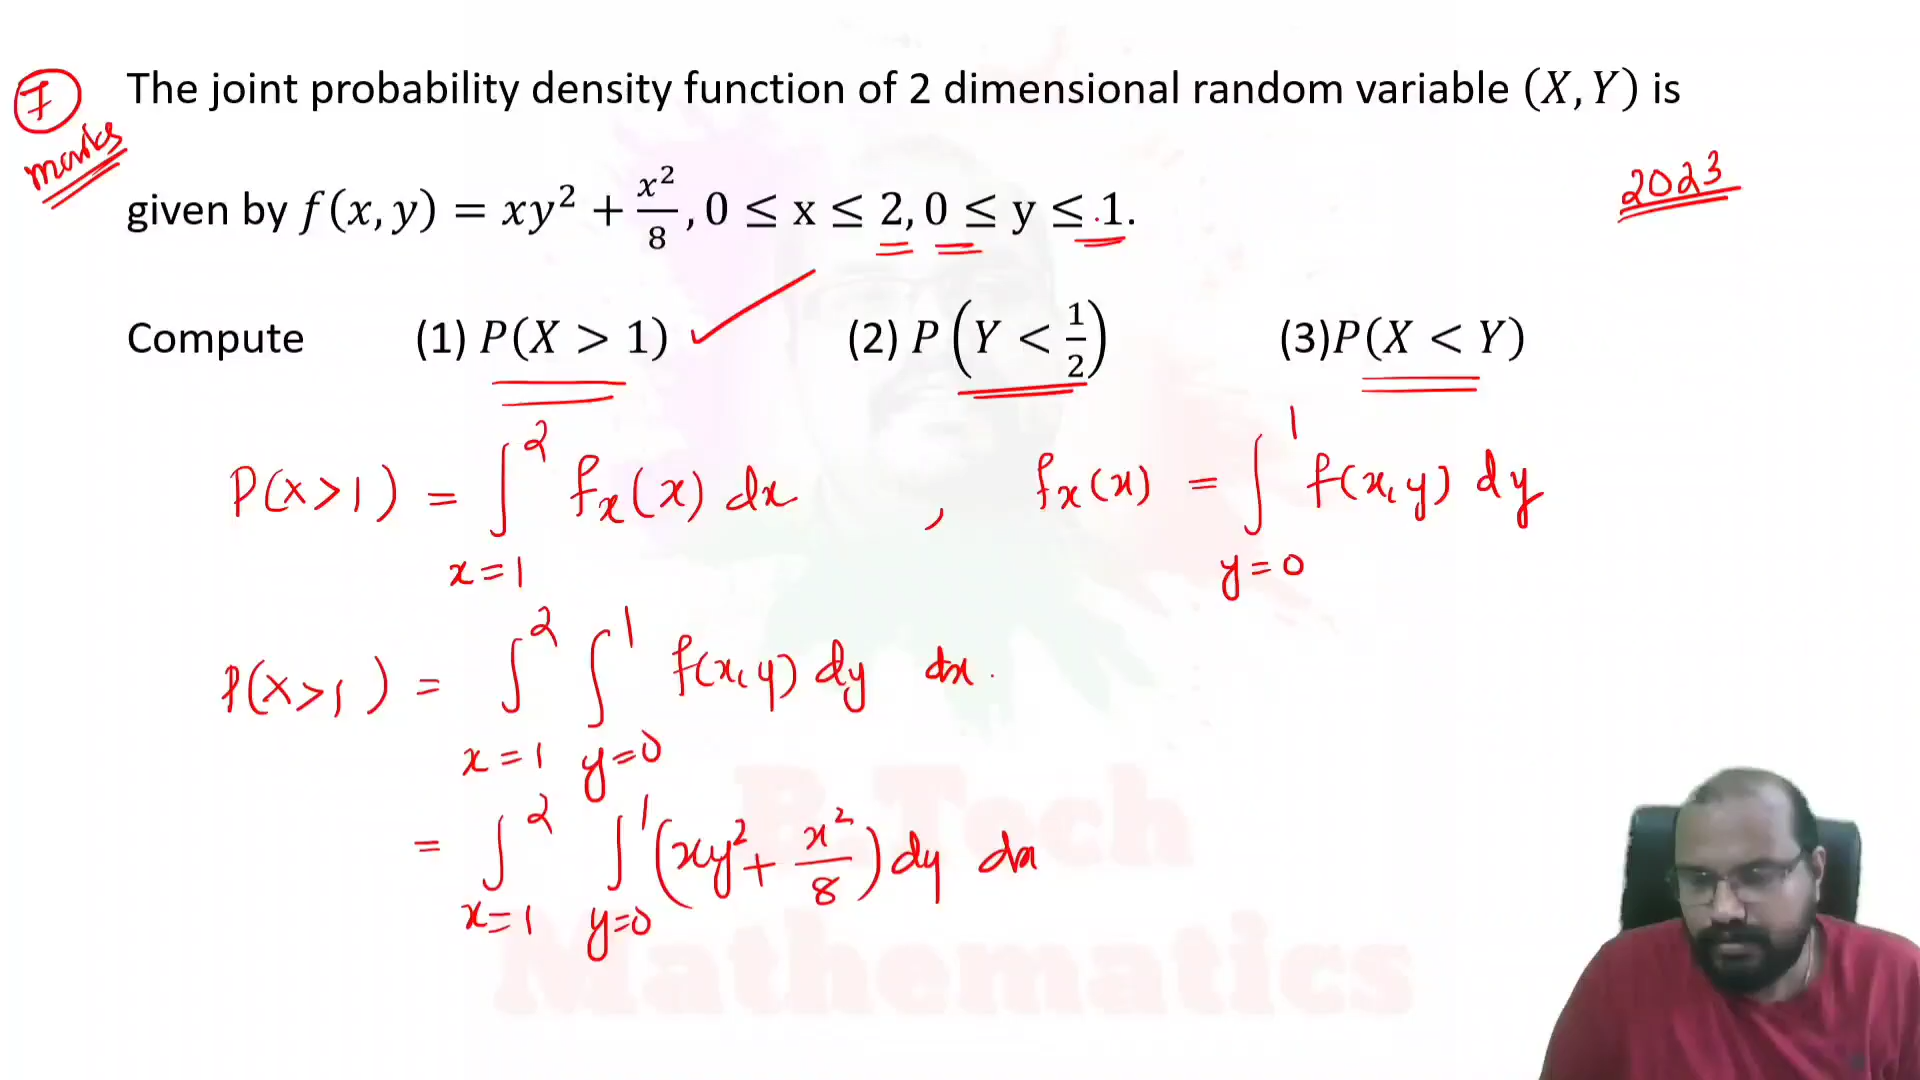 7 The joint probability density function of 2 dimensional random variable (X, Y) is
marks
2023
given by f(x, y) = xy² + x²/8, 0 ≤ x ≤ 2, 0 ≤ y ≤ 1.
Compute (1) P(X > 1) ✓ (2) P(Y < 1/2) (3)P(X < Y)
P(X>1) = ∫_{x=1}^{2} f_X(x) dx , f_X(x) = ∫_{y=0}^{1} f(x,y) dy
P(X>1) = ∫_{x=1}^{2} ∫_{y=0}^{1} f(x,y) dy dx.
= ∫_{x=1}^{2} ∫_{y=0}^{1} (xy² + x²/8) dy dx
B.Tech
Mathematics